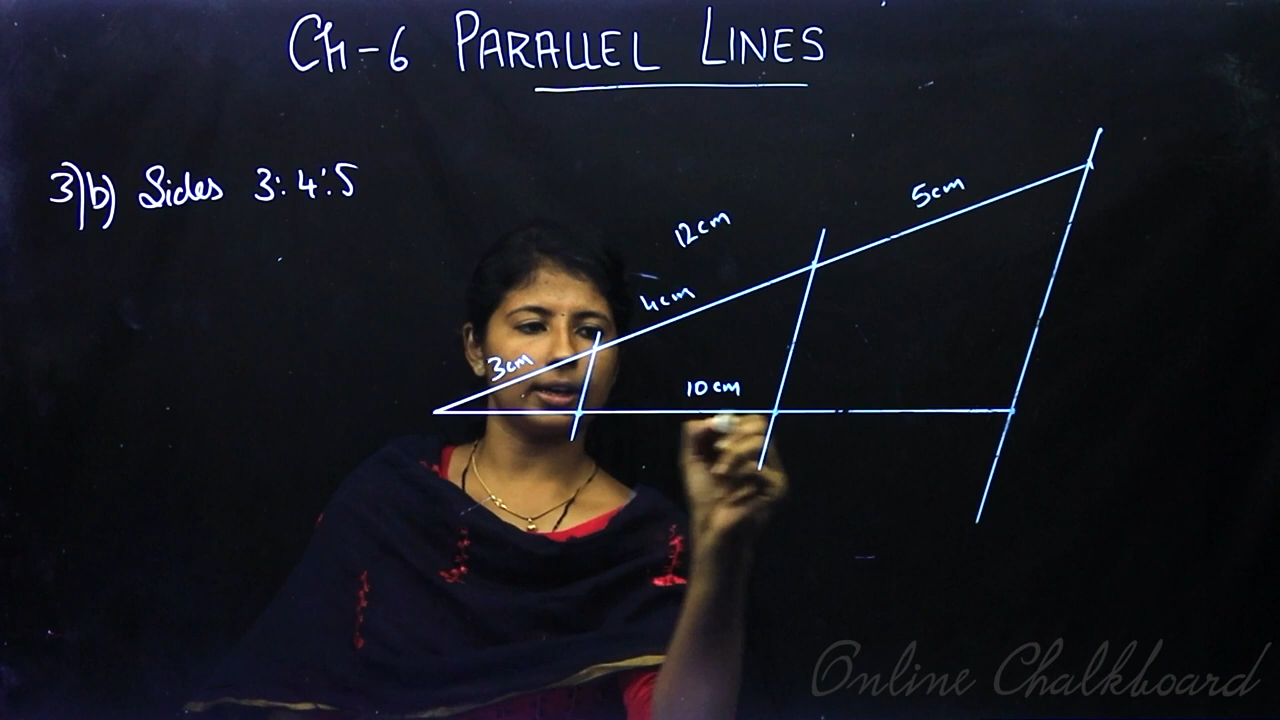 Ch-6 PARALLEL LINES
3)b) Sides 3:4:5
5cm
12cm
4cm
3cm
10cm
Online Chalkboard